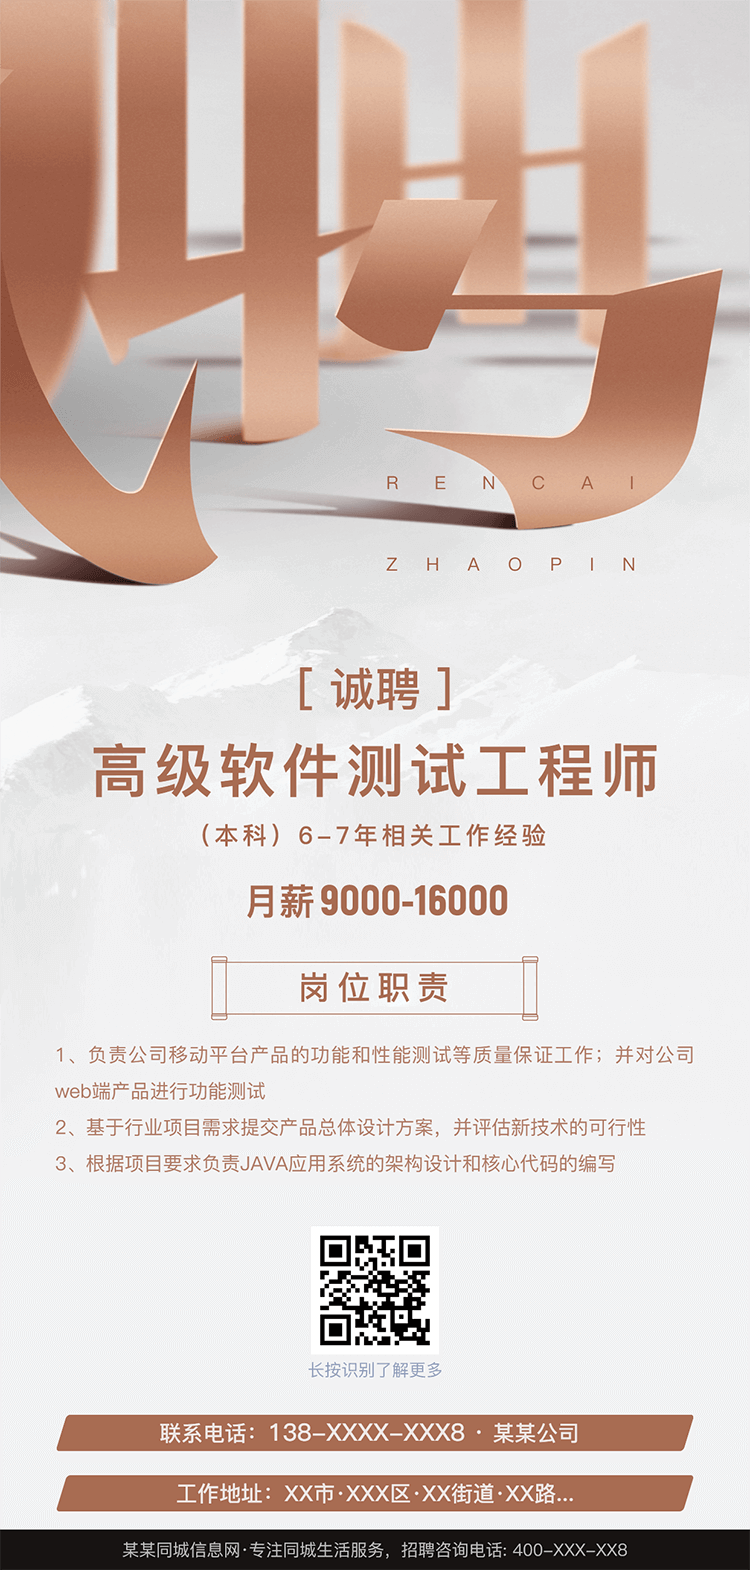 聘
RENCAI
ZHAOPIN
[ 诚聘 ]
高级软件测试工程师
（本科）6-7年相关工作经验
月薪9000-16000
岗位职责
1、负责公司移动平台产品的功能和性能测试等质量保证工作；并对公司
web端产品进行功能测试
2、基于行业项目需求提交产品总体设计方案，并评估新技术的可行性
3、根据项目要求负责JAVA应用系统的架构设计和核心代码的编写
长按识别了解更多
联系电话：138-XXXX-XXX8 · 某某公司
工作地址：XX市·XXX区·XX街道·XX路...
某某同城信息网·专注同城生活服务，招聘咨询电话: 400-XXX-XX8